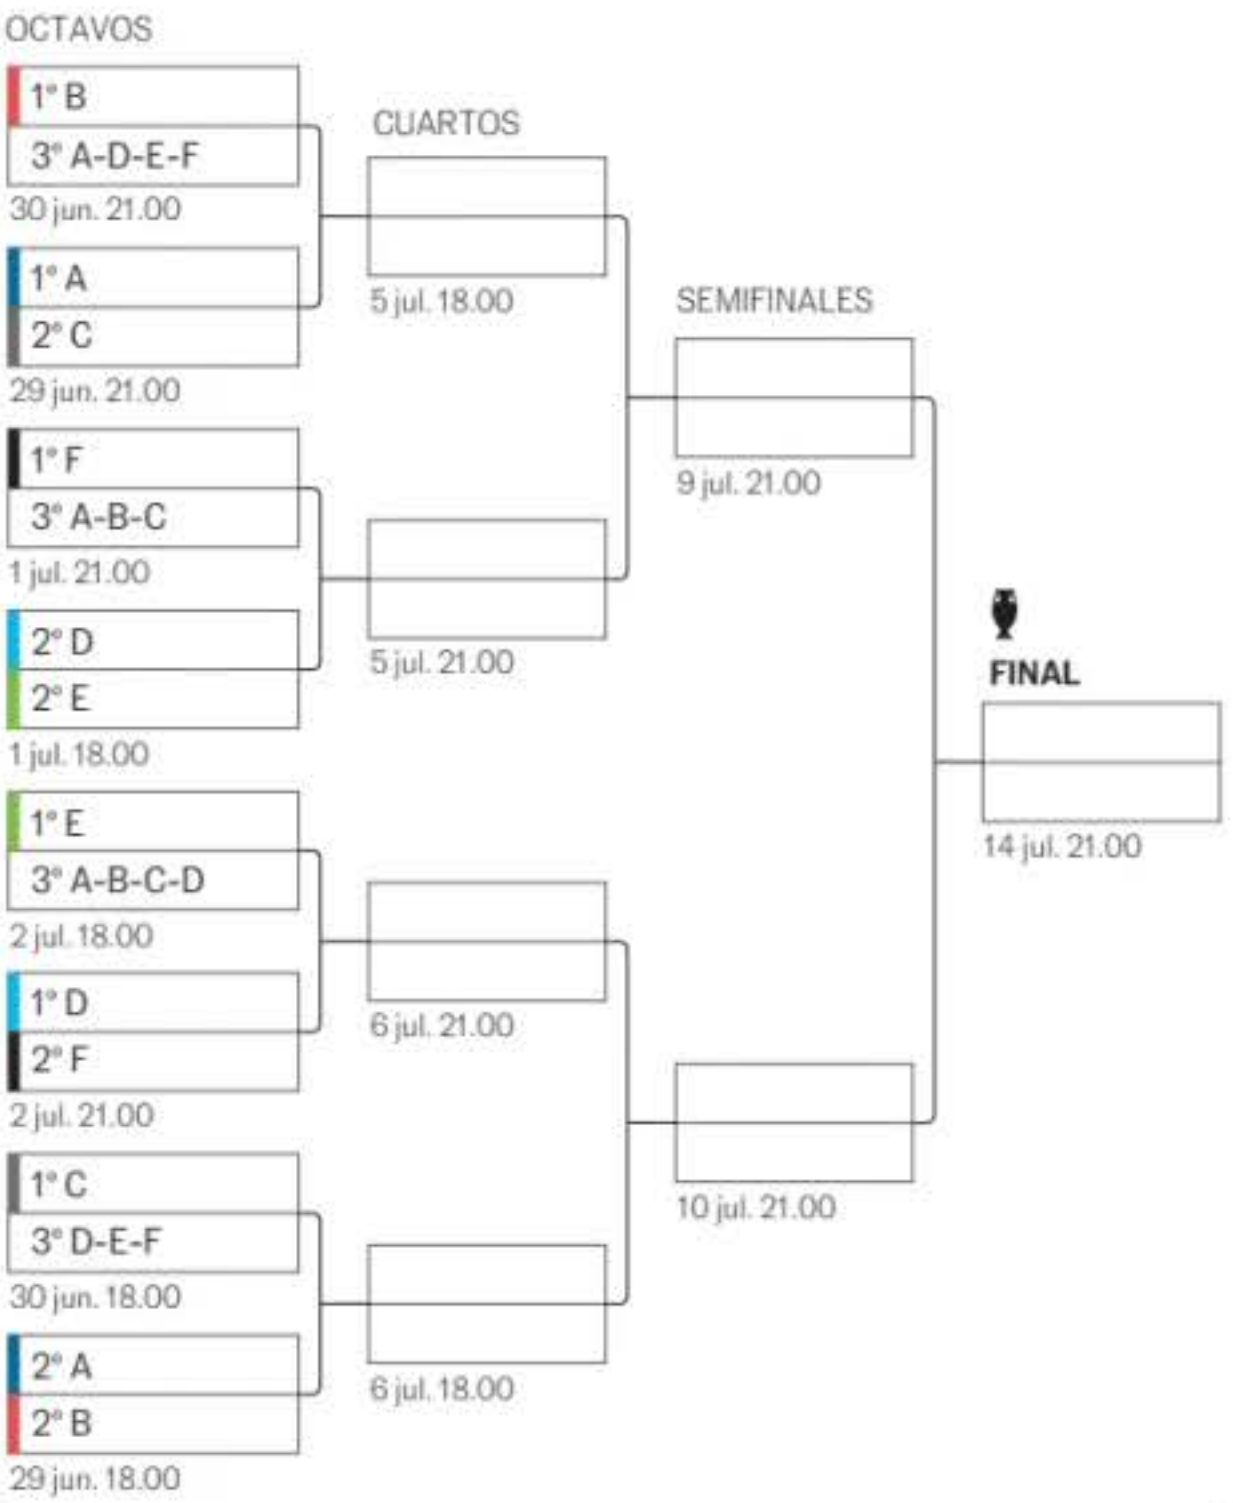 OCTAVOS
1° B
3° A-D-E-F
30 jun. 21.00
1° A
2° C
29 jun. 21.00
1° F
3° A-B-C
1 jul. 21.00
2° D
2° E
1 jul. 18.00
1° E
3° A-B-C-D
2 jul. 18.00
1° D
2° F
2 jul. 21.00
1° C
3° D-E-F
30 jun. 18.00
2° A
2° B
29 jun. 18.00
CUARTOS
5 jul. 18.00
5 jul. 21.00
6 jul. 21.00
6 jul. 18.00
SEMIFINALES
9 jul. 21.00
10 jul. 21.00
FINAL
14 jul. 21.00